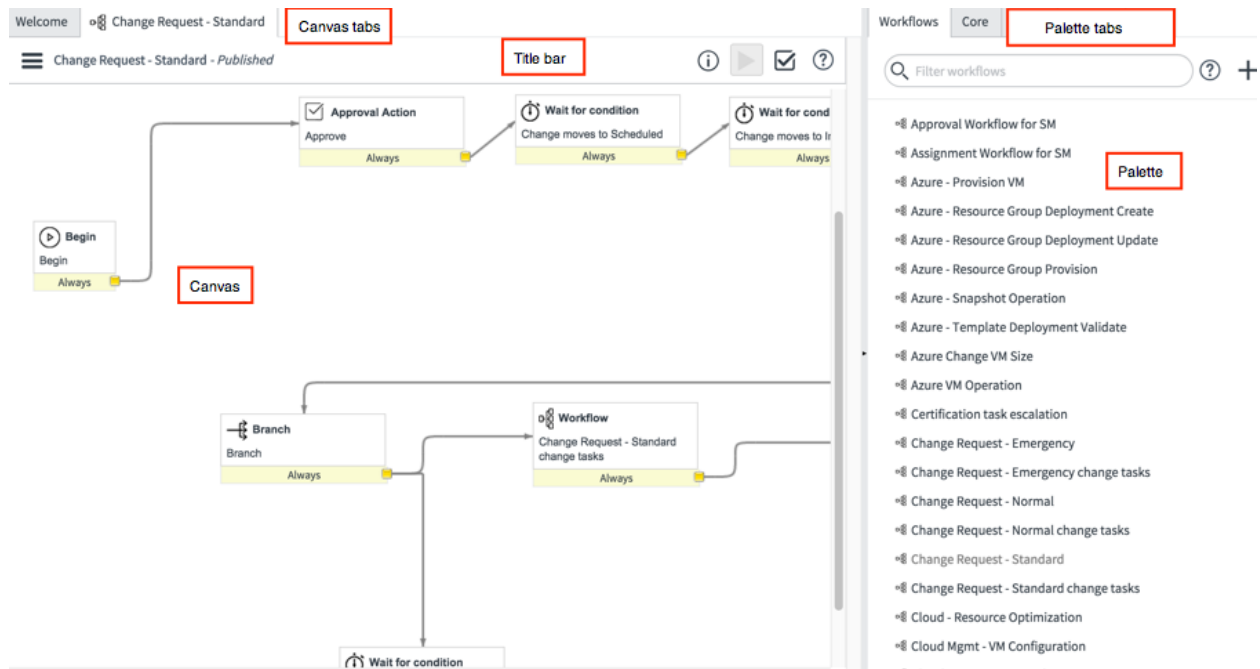 Welcome
Change Request - Standard
Canvas tabs
Workflows
Core
Palette tabs
Change Request - Standard - Published
Title bar
Filter workflows
Approval Action
Approve
Always
Wait for condition
Change moves to Scheduled
Always
Wait for cond
Change moves to Ir
Always
Begin
Begin
Always
Canvas
Branch
Branch
Always
Workflow
Change Request - Standard
change tasks
Always
Wait for condition
Approval Workflow for SM
Assignment Workflow for SM
Palette
Azure - Provision VM
Azure - Resource Group Deployment Create
Azure - Resource Group Deployment Update
Azure - Resource Group Provision
Azure - Snapshot Operation
Azure - Template Deployment Validate
Azure Change VM Size
Azure VM Operation
Certification task escalation
Change Request - Emergency
Change Request - Emergency change tasks
Change Request - Normal
Change Request - Normal change tasks
Change Request - Standard
Change Request - Standard change tasks
Cloud - Resource Optimization
Cloud Mgmt - VM Configuration